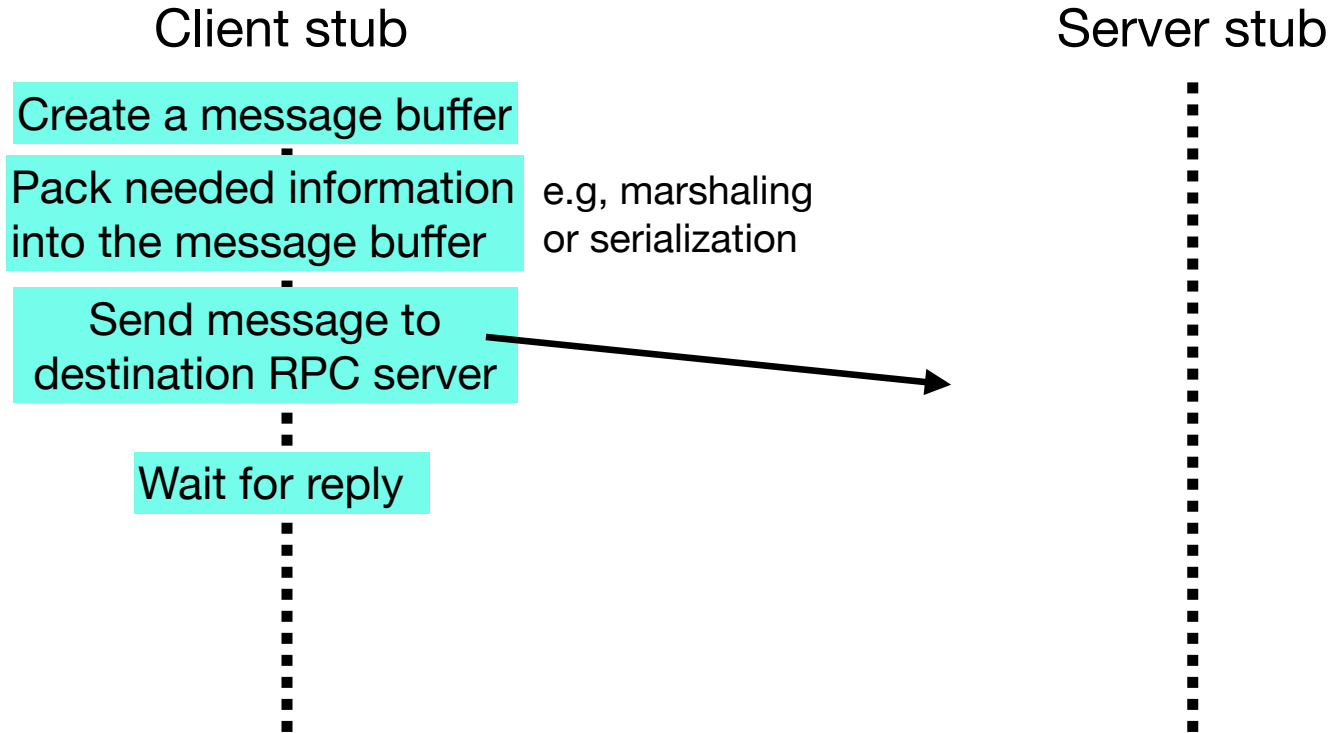 Client stub
Server stub
Create a message buffer
Pack needed information
into the message buffer
e.g, marshaling
or serialization
Send message to
destination RPC server
Wait for reply